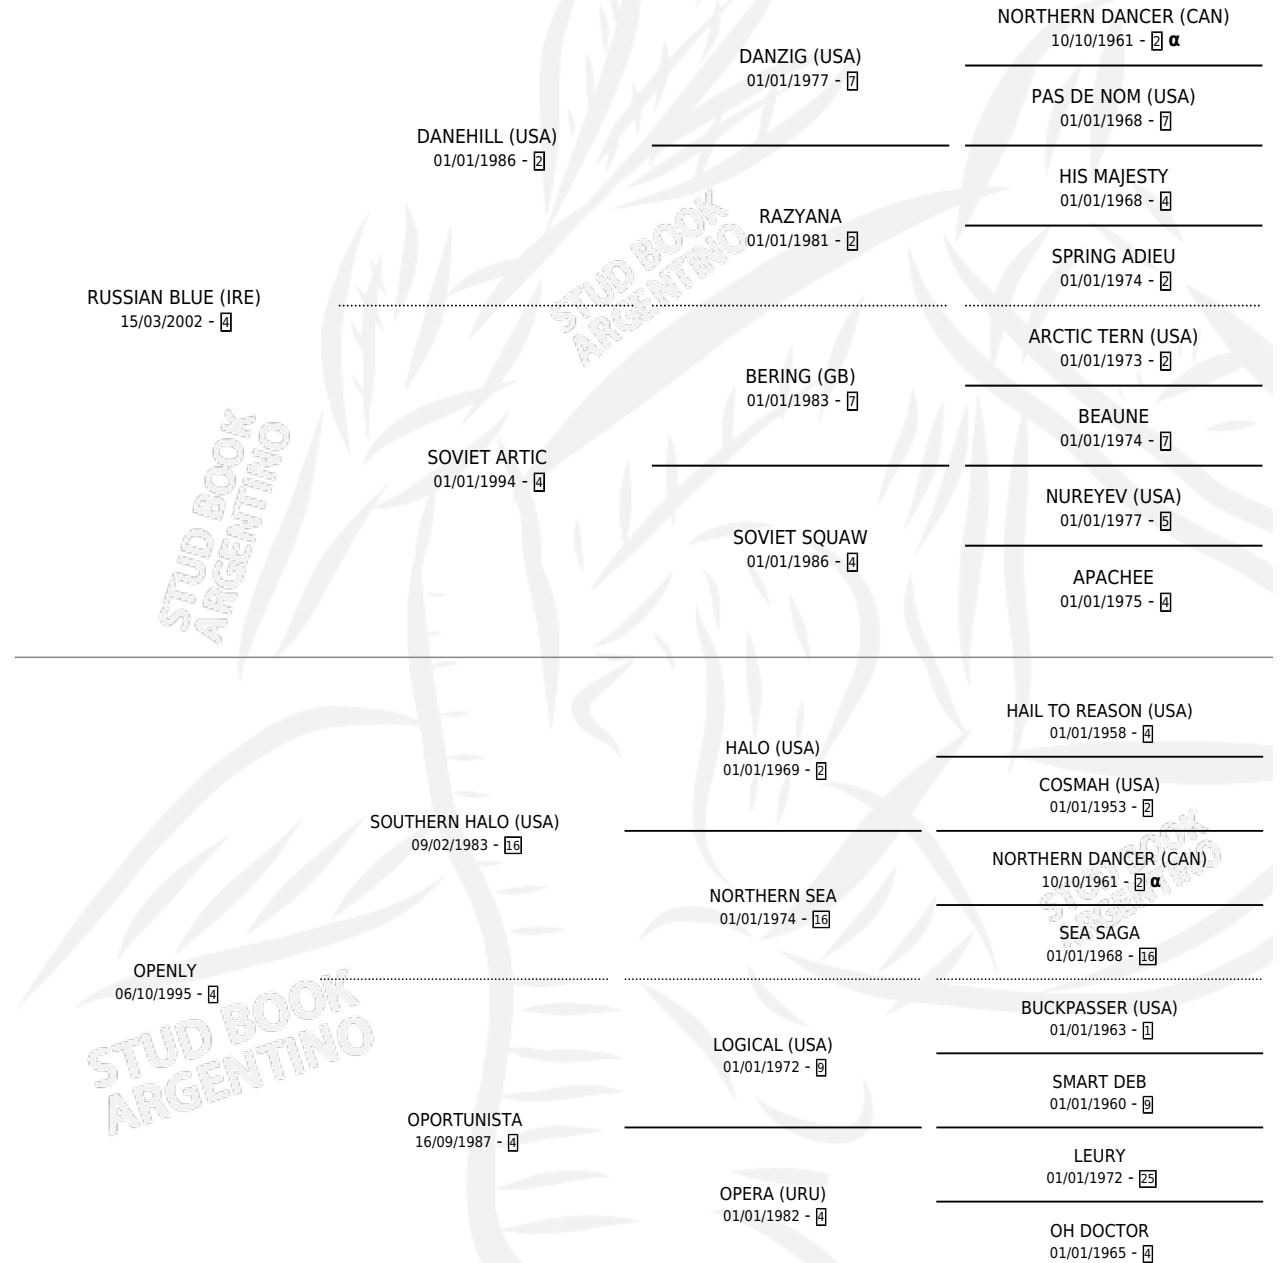 NORTHERN DANCER (CAN)
10/10/1961 - 2 α
DANZIG (USA)
01/01/1977 - 7
PAS DE NOM (USA)
01/01/1968 - 7
DANEHILL (USA)
01/01/1986 - 2
HIS MAJESTY
01/01/1968 - 4
RAZYANA
01/01/1981 - 2
SPRING ADIEU
01/01/1974 - 2
STUD BOOK
ARGENTINO
RUSSIAN BLUE (IRE)
15/03/2002 - 4
ARCTIC TERN (USA)
01/01/1973 - 2
BERING (GB)
01/01/1983 - 7
BEAUNE
01/01/1974 - 7
SOVIET ARTIC
01/01/1994 - 4
NUREYEV (USA)
01/01/1977 - 5
SOVIET SQUAW
01/01/1986 - 4
APACHEE
01/01/1975 - 4
STUD BOOK
ARGENTINO
HAIL TO REASON (USA)
01/01/1958 - 4
HALO (USA)
01/01/1969 - 2
COSMAH (USA)
01/01/1953 - 2
SOUTHERN HALO (USA)
09/02/1983 - 16
NORTHERN DANCER (CAN)
10/10/1961 - 2 α
STUD BOOK
ARGENTINO
NORTHERN SEA
01/01/1974 - 16
SEA SAGA
01/01/1968 - 16
OPENLY
06/10/1995 - 4
STUD BOOK
ARGENTINO
BUCKPASSER (USA)
01/01/1963 - 1
LOGICAL (USA)
01/01/1972 - 9
SMART DEB
01/01/1960 - 9
OPORTUNISTA
16/09/1987 - 4
LEURY
01/01/1972 - 25
OPERA (URU)
01/01/1982 - 4
OH DOCTOR
01/01/1965 - 4